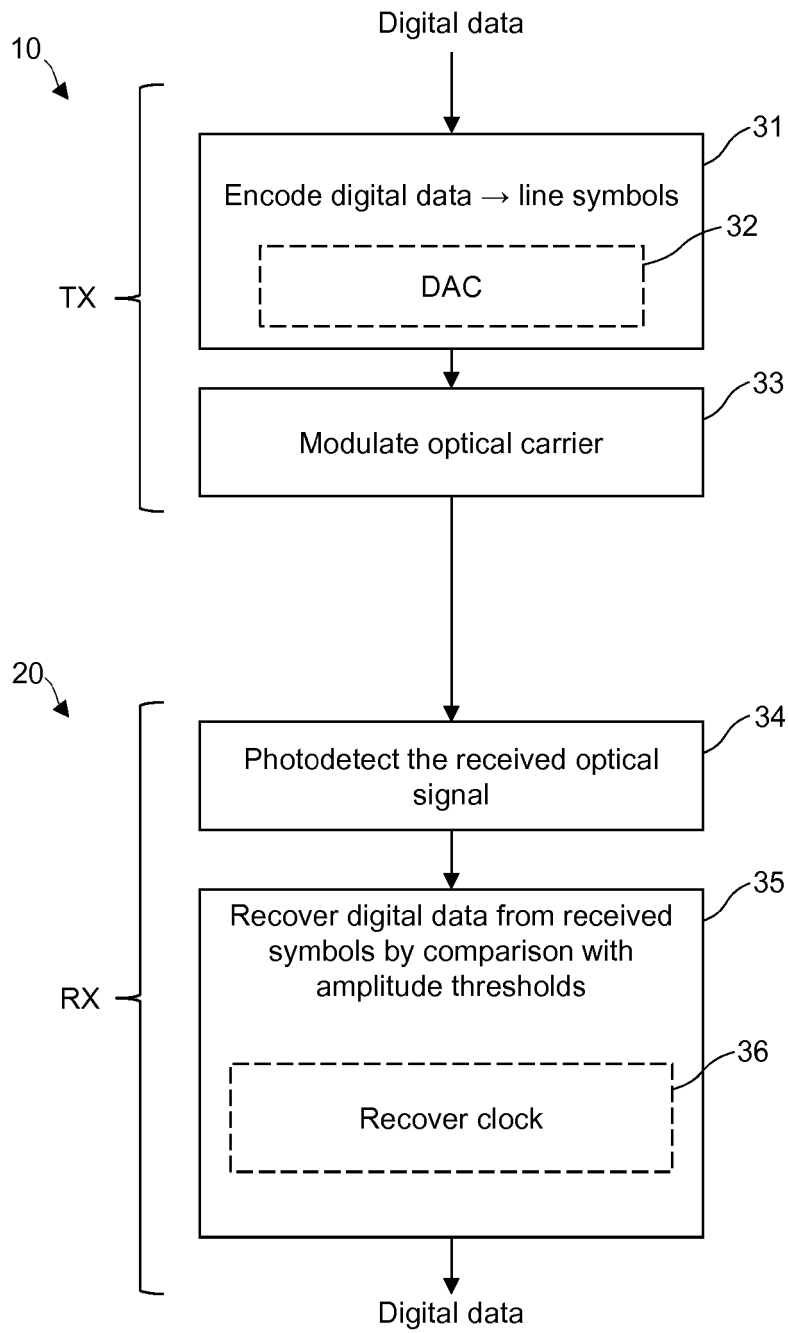 Digital data
10
31
Encode digital data → line symbols
32
DAC
TX
33
Modulate optical carrier
20
34
Photodetect the received optical
signal
35
Recover digital data from received
symbols by comparison with
amplitude thresholds
RX
36
Recover clock
Digital data